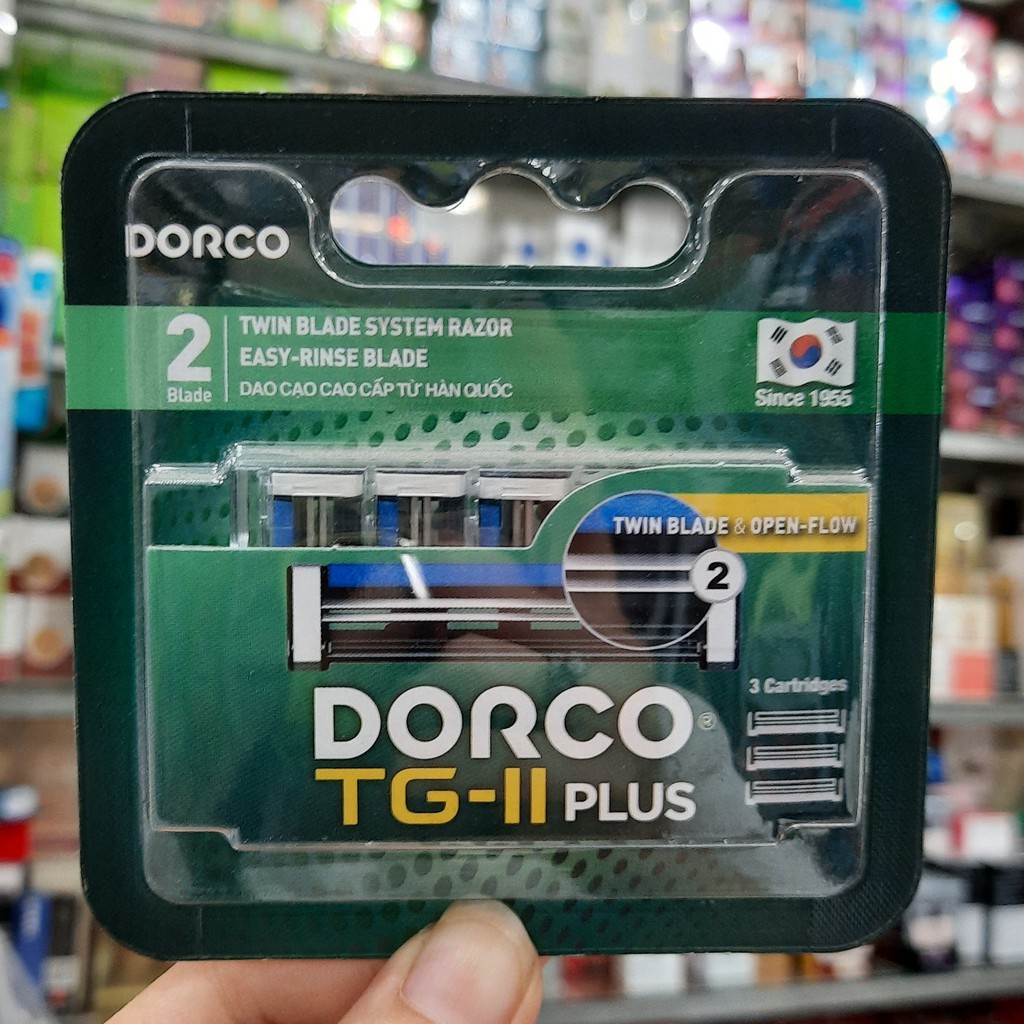 DORCO
2
Blade
TWIN BLADE SYSTEM RAZOR
EASY-RINSE BLADE
DAO CẠO CAO CẤP TỪ HÀN QUỐC
Since 1955
TWIN BLADE & OPEN-FLOW
2
3 Cartridges
DORCO®
TG-II PLUS